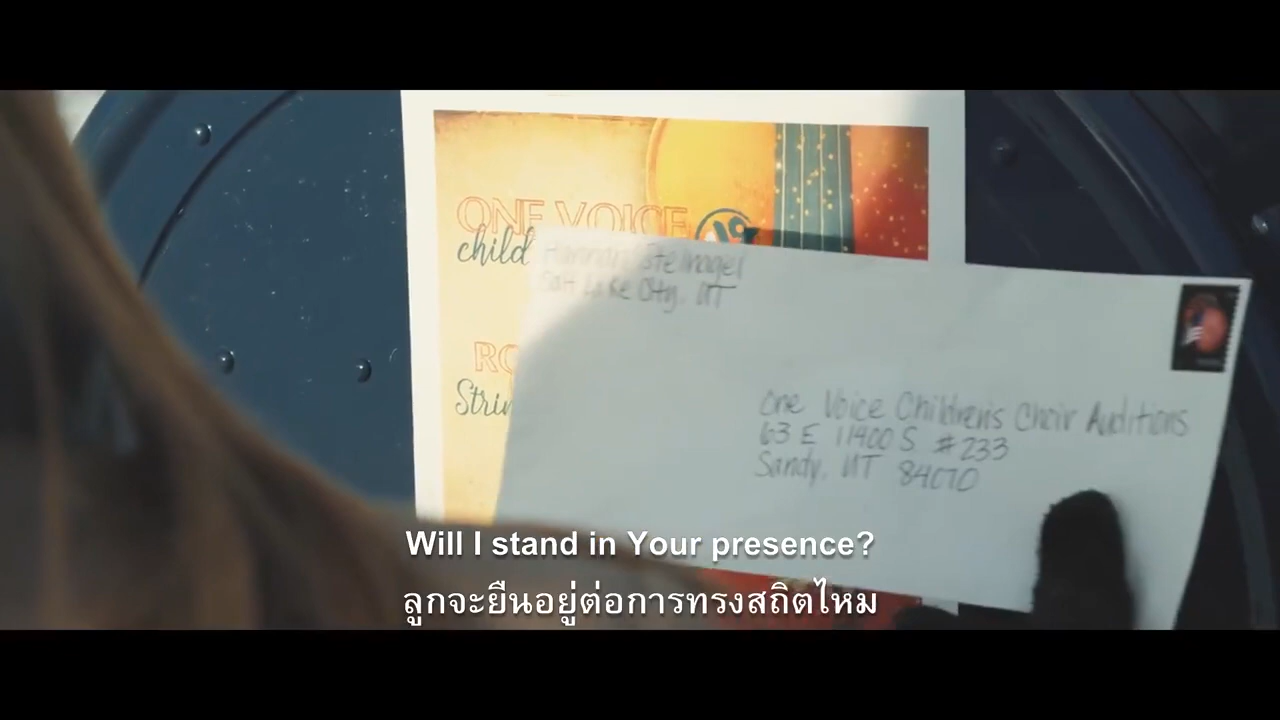 ONE VOICE
child
Salt Lake City, UT
One Voice Children's Choir Auditions
63 E 11400 S #233
Sandy, UT 84070
Will I stand in Your presence?
ลูกจะยืนอยู่ต่อการทรงสถิตไหม